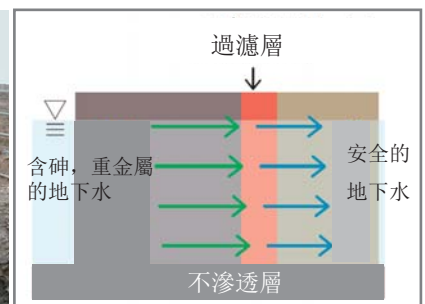 過濾層
含砷，重金屬
的地下水
安全的
地下水
不滲透層